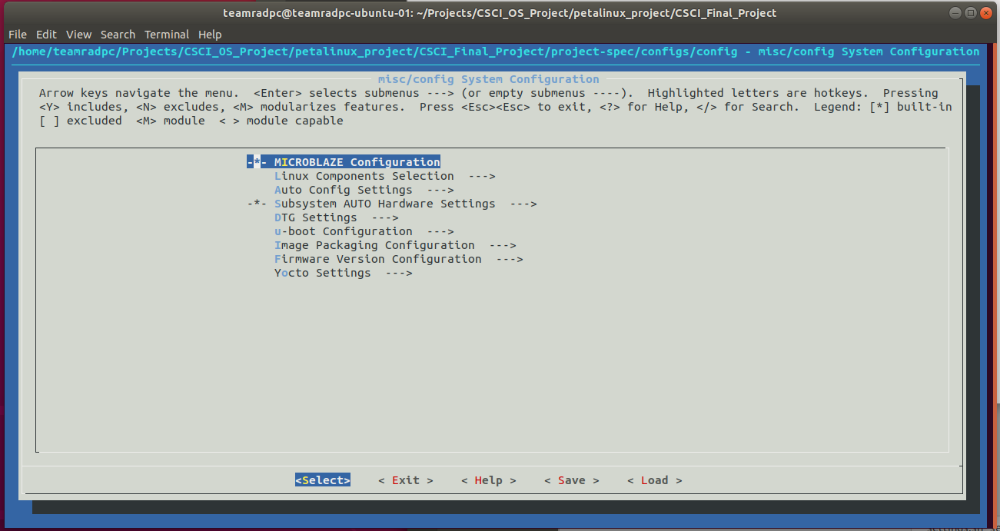 teamradpc@teamradpc-ubuntu-01: ~/Projects/CSCI_OS_Project/petalinux_project/CSCI_Final_Project
File Edit View Search Terminal Help
/home/teamradpc/Projects/CSCI_OS_Project/petalinux_project/CSCI_Final_Project/project-spec/configs/config - misc/config System Configuration
misc/config System Configuration
Arrow keys navigate the menu. <Enter> selects submenus ---> (or empty submenus ----). Highlighted letters are hotkeys. Pressing
<Y> includes, <N> excludes, <M> modularizes features. Press <Esc><Esc> to exit, <?> for Help, </> for Search. Legend: [*] built-in
[ ] excluded <M> module < > module capable
-*- MICROBLAZE Configuration
Linux Components Selection --->
Auto Config Settings --->
-*- Subsystem AUTO Hardware Settings --->
DTG Settings --->
u-boot Configuration --->
Image Packaging Configuration --->
Firmware Version Configuration --->
Yocto Settings --->
<Select> < Exit > < Help > < Save > < Load >